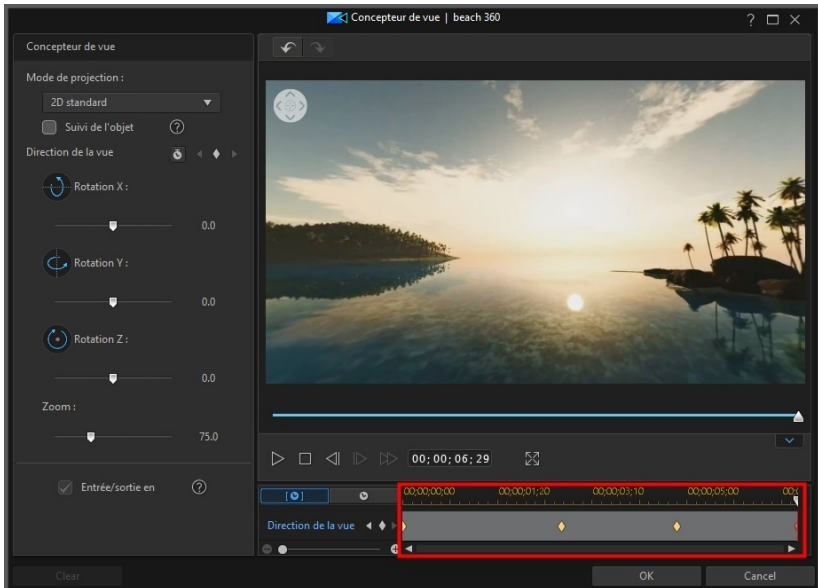 Concepteur de vue | beach 360
?
Concepteur de vue
Mode de projection :
2D standard
Suivi de l'objet ?
Direction de la vue
Rotation X :
0.0
Rotation Y :
0.0
Rotation Z :
0.0
Zoom :
75.0
Entrée/sortie en ?
00;00;06;29
00;00;00;00 00;00;01;20 00;00;03;10 00;00;05;00
Direction de la vue
Clear OK Cancel